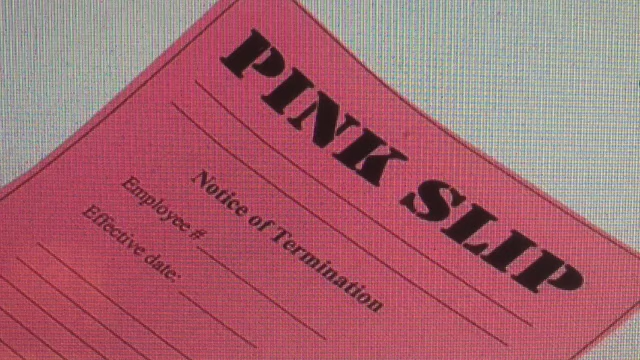 PINK SLIP
Notice of Termination
Employee #
Effective date: